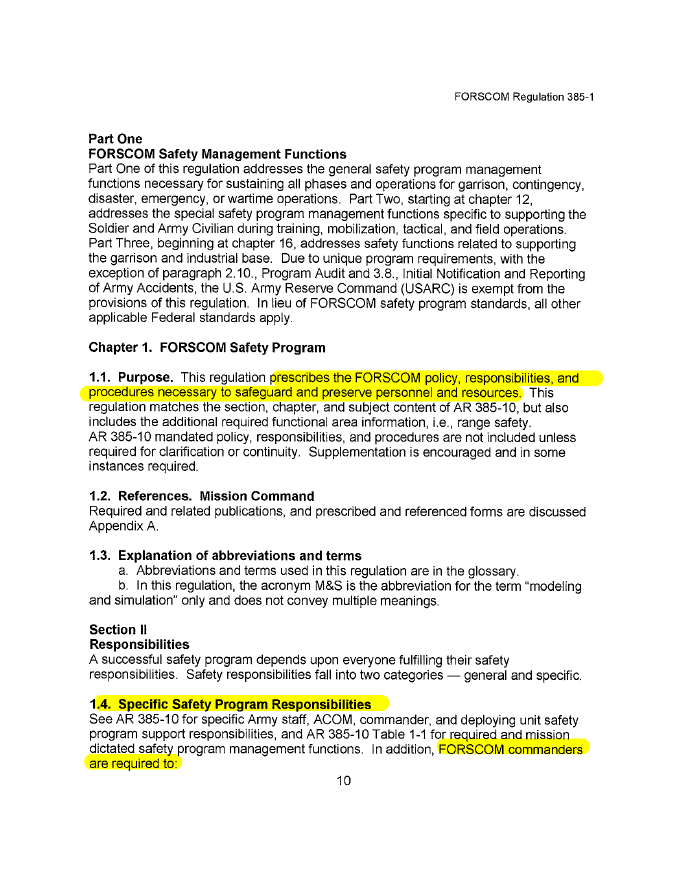 FORSCOM Regulation 385-1
Part One
FORSCOM Safety Management Functions
Part One of this regulation addresses the general safety program management
functions necessary for sustaining all phases and operations for garrison, contingency,
disaster, emergency, or wartime operations.  Part Two, starting at chapter 12,
addresses the special safety program management functions specific to supporting the
Soldier and Army Civilian during training, mobilization, tactical, and field operations.
Part Three, beginning at chapter 16, addresses safety functions related to supporting
the garrison and industrial base.  Due to unique program requirements, with the
exception of paragraph 2.10., Program Audit and 3.8., Initial Notification and Reporting
of Army Accidents, the U.S. Army Reserve Command (USARC) is exempt from the
provisions of this regulation.  In lieu of FORSCOM safety program standards, all other
applicable Federal standards apply.
Chapter 1.  FORSCOM Safety Program
1.1.  Purpose.  This regulation prescribes the FORSCOM policy, responsibilities, and
procedures necessary to safeguard and preserve personnel and resources.  This
regulation matches the section, chapter, and subject content of AR 385-10, but also
includes the additional required functional area information, i.e., range safety.
AR 385-10 mandated policy, responsibilities, and procedures are not included unless
required for clarification or continuity.  Supplementation is encouraged and in some
instances required.
1.2.  References.  Mission Command
Required and related publications, and prescribed and referenced forms are discussed
Appendix A.
1.3.  Explanation of abbreviations and terms
a.  Abbreviations and terms used in this regulation are in the glossary.
b.  In this regulation, the acronym M&S is the abbreviation for the term “modeling
and simulation” only and does not convey multiple meanings.
Section II
Responsibilities
A successful safety program depends upon everyone fulfilling their safety
responsibilities.  Safety responsibilities fall into two categories — general and specific.
1.4.  Specific Safety Program Responsibilities
See AR 385-10 for specific Army staff, ACOM, commander, and deploying unit safety
program support responsibilities, and AR 385-10 Table 1-1 for required and mission
dictated safety program management functions.  In addition, FORSCOM commanders
are required to:
10